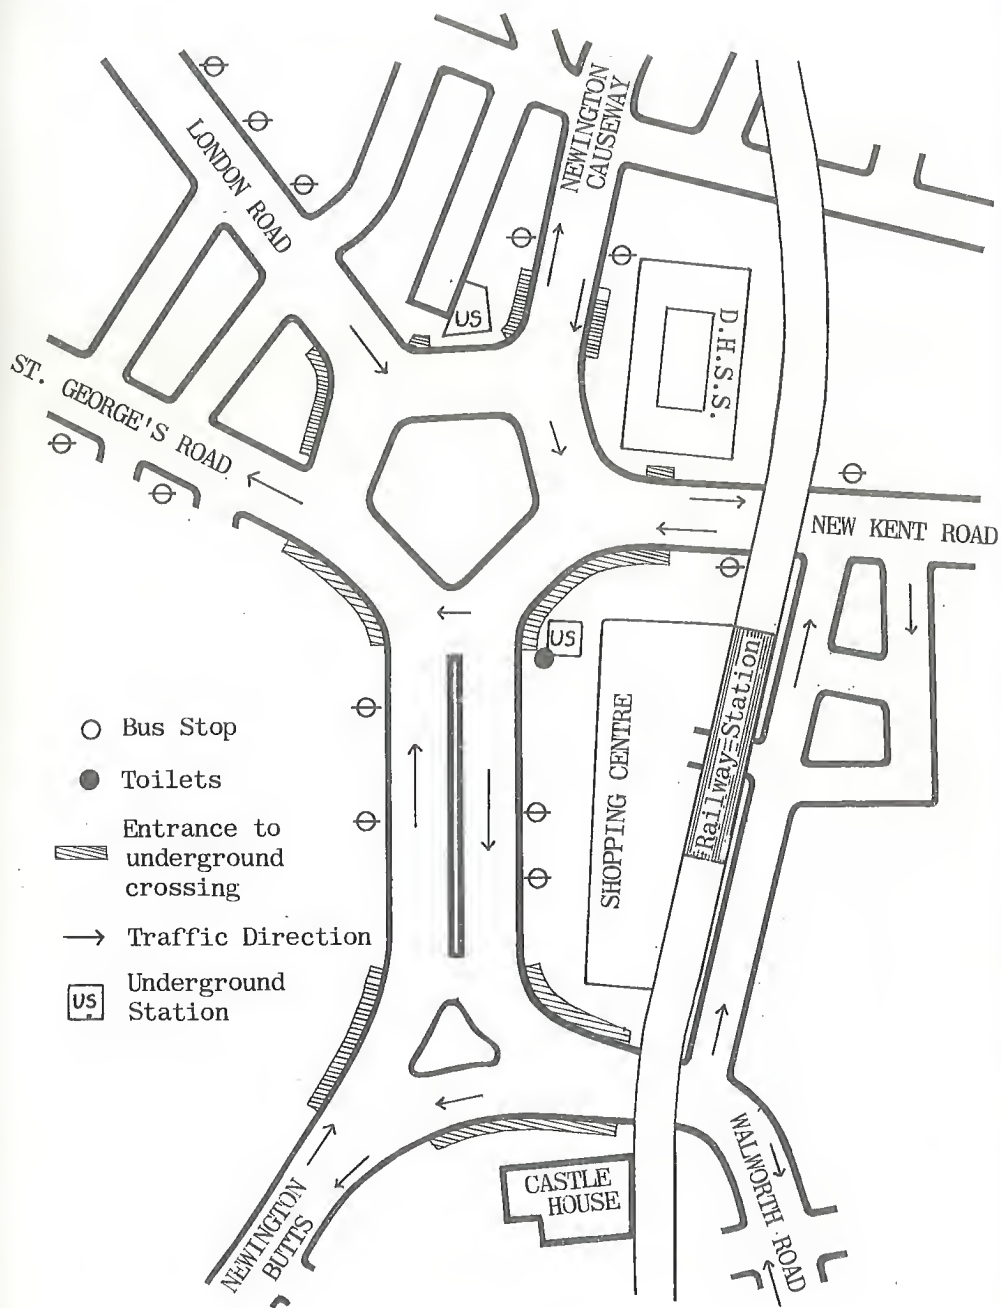 NEWINGTON
CAUSEWAY
LONDON ROAD
US
D.H.S.S.
ST. GEORGE'S ROAD
NEW KENT ROAD
US
Railway=Station
SHOPPING CENTRE
Bus Stop
Toilets
Entrance to
underground
crossing
Traffic Direction
US
Underground
Station
WALWORTH ROAD
CASTLE
HOUSE
NEWINGTON
BUTTS